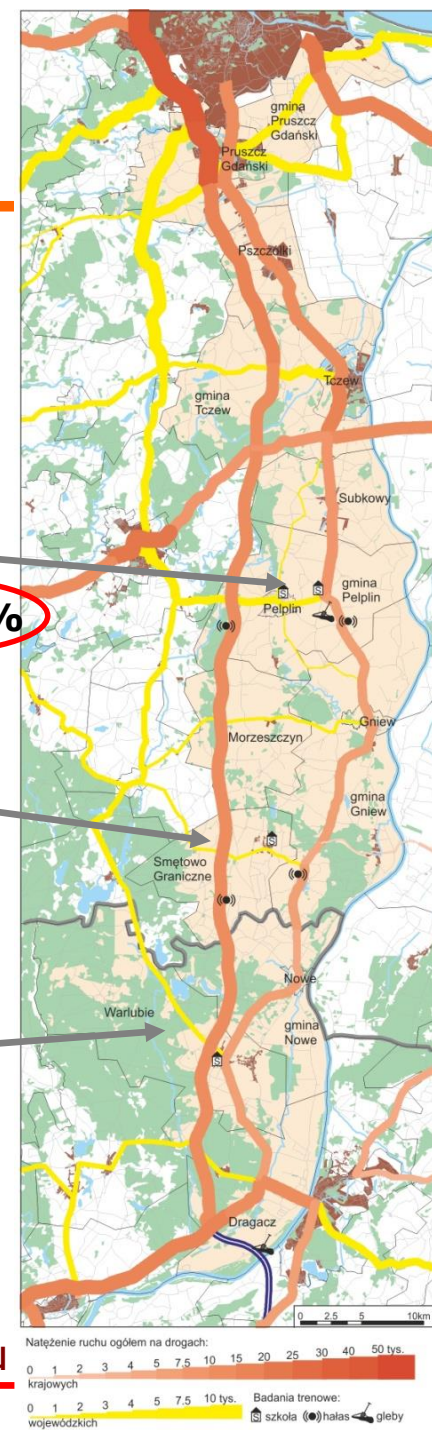 gmina
Pruszcz
Gdański
Pruszcz
Gdański
Pszczółki
Tczew
gmina
Tczew
Subkowy
gmina
Pelplin
Pelplin
%
Gniew
Morzeszczyn
gmina
Gniew
Smętowo
Graniczne
Nowe
Warlubie
gmina
Nowe
Dragacz
0 2.5 5 10km
Natężenie ruchu ogółem na drogach:
0 1 2 3 4 5 7.5 10 15 20 25 30 40 50 tys.
krajowych
u
0 1 2 3 4 5 7.5 10 tys.
wojewódzkich
Badania trenowe:
S szkoła hałas gleby